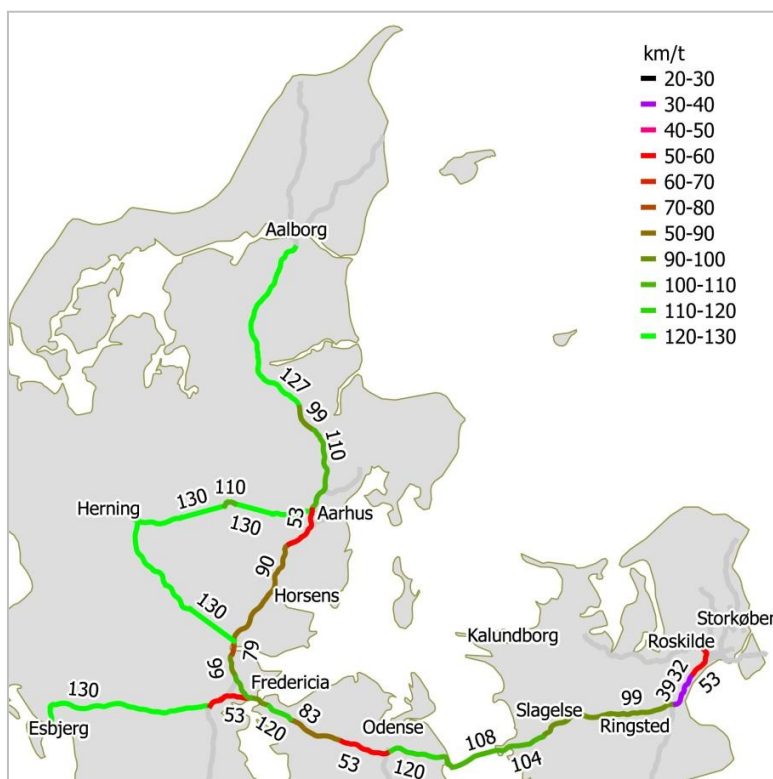 km/t
20-30
30-40
40-50
50-60
60-70
70-80
50-90
90-100
100-110
110-120
120-130
Aalborg
127
99
110
110
130
Herning
130
53
Aarhus
90
Horsens
130
79
99
Fredericia
130
Esbjerg
53
120
83
Odense
53
120
108
104
Slagelse
99
Ringsted
Kalundborg
Storkøben
Roskilde
39
32
53